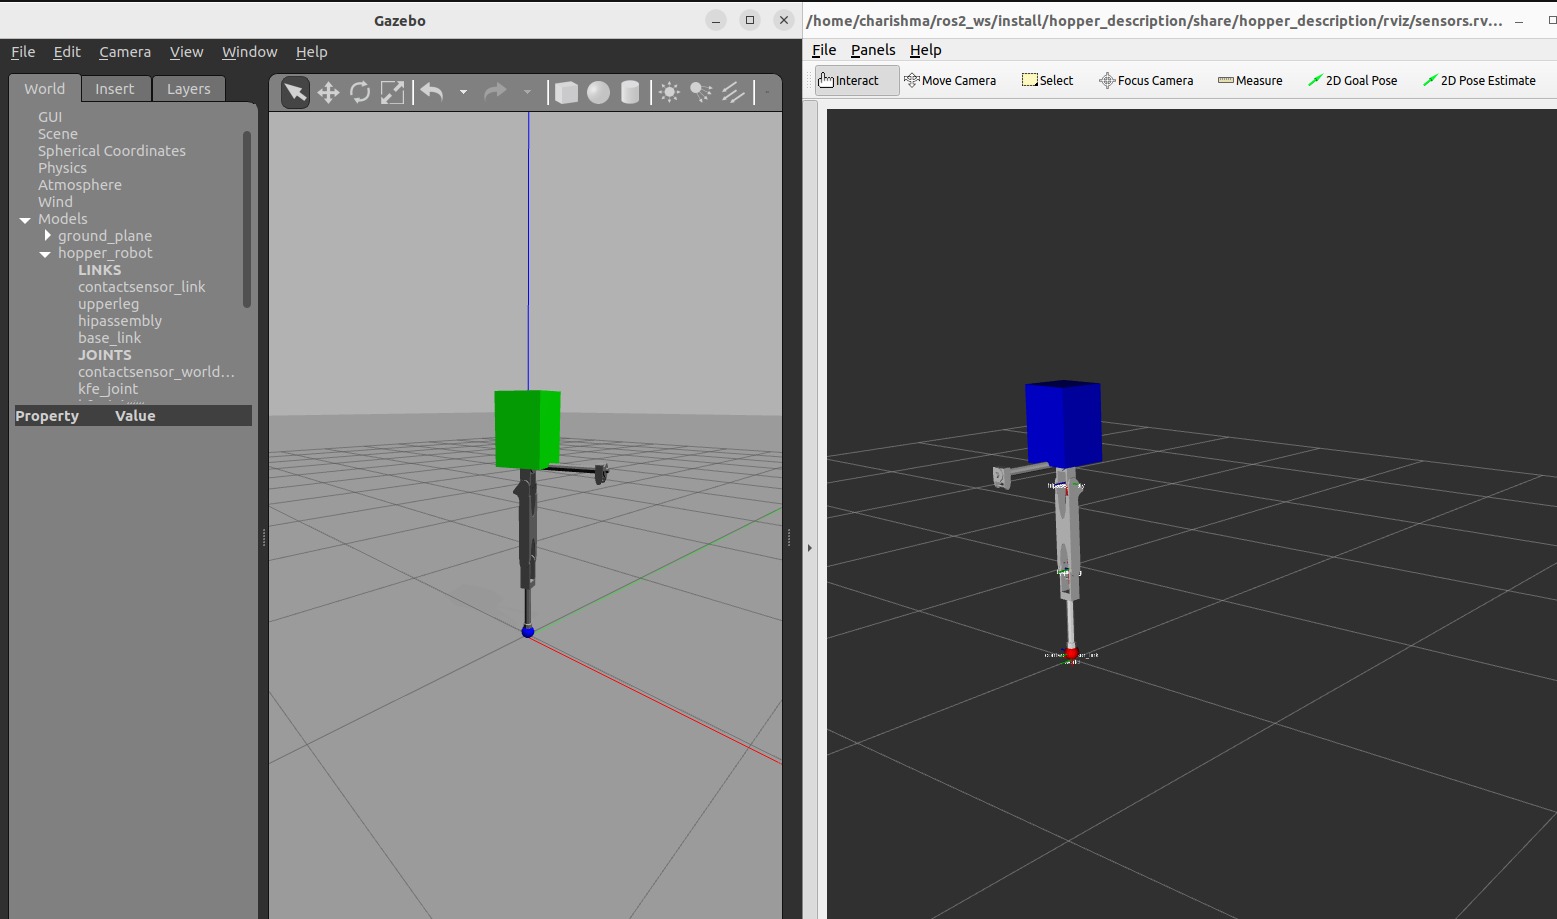 Gazebo
File Edit Camera View Window Help
World Insert Layers
GUI
Scene
Spherical Coordinates
Physics
Atmosphere
Wind
Models
ground_plane
hopper_robot
LINKS
contactsensor_link
upperleg
hipassembly
base_link
JOINTS
contactsensor_world...
kfe_joint
Property Value
/home/charishma/ros2_ws/install/hopper_description/share/hopper_description/rviz/sensors.rv...
File Panels Help
Interact Move Camera Select Focus Camera Measure 2D Goal Pose 2D Pose Estimate